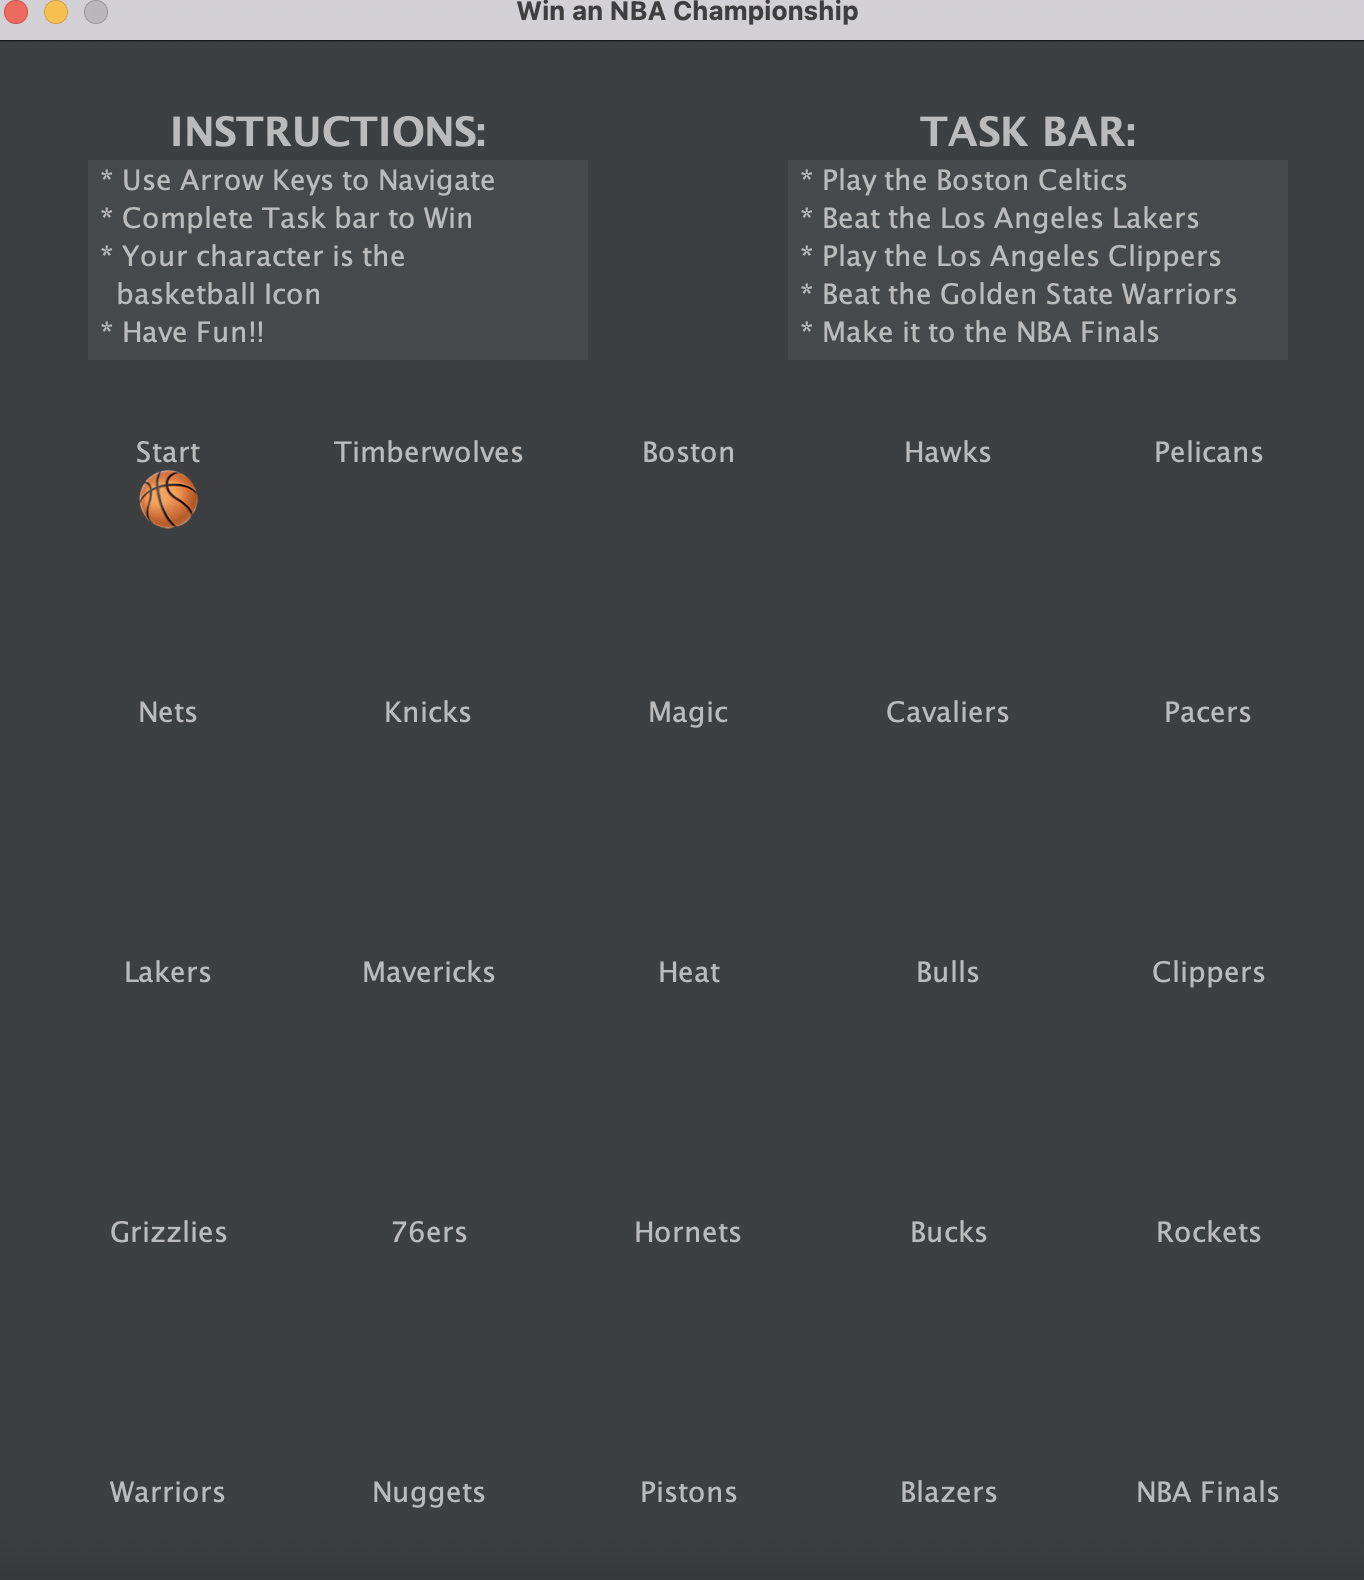 Win an NBA Championship
INSTRUCTIONS:
* Use Arrow Keys to Navigate
* Complete Task bar to Win
* Your character is the
basketball Icon
* Have Fun!!
TASK BAR:
* Play the Boston Celtics
* Beat the Los Angeles Lakers
* Play the Los Angeles Clippers
* Beat the Golden State Warriors
* Make it to the NBA Finals
Start Timberwolves Boston Hawks Pelicans
Nets Knicks Magic Cavaliers Pacers
Lakers Mavericks Heat Bulls Clippers
Grizzlies 76ers Hornets Bucks Rockets
Warriors Nuggets Pistons Blazers NBA Finals